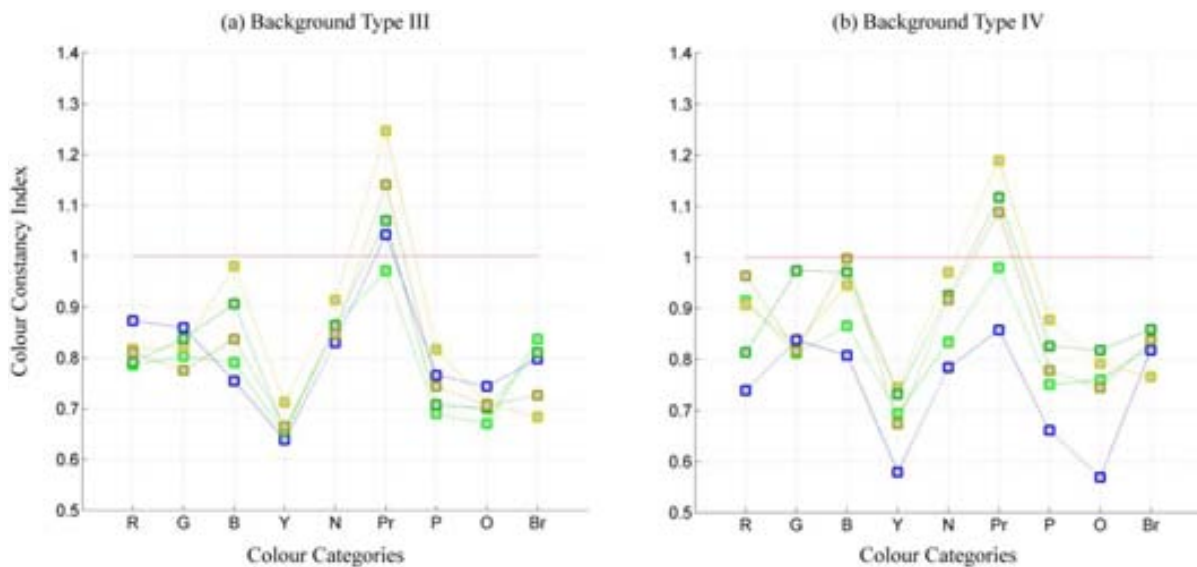 (a) Background Type III
(b) Background Type IV
Colour Constancy Index
1.4
1.3
1.2
1.1
1
0.9
0.8
0.7
0.6
0.5
R G B Y N Pr P O Br
Colour Categories
1.4
1.3
1.2
1.1
1
0.9
0.8
0.7
0.6
0.5
R G B Y N Pr P O Br
Colour Categories